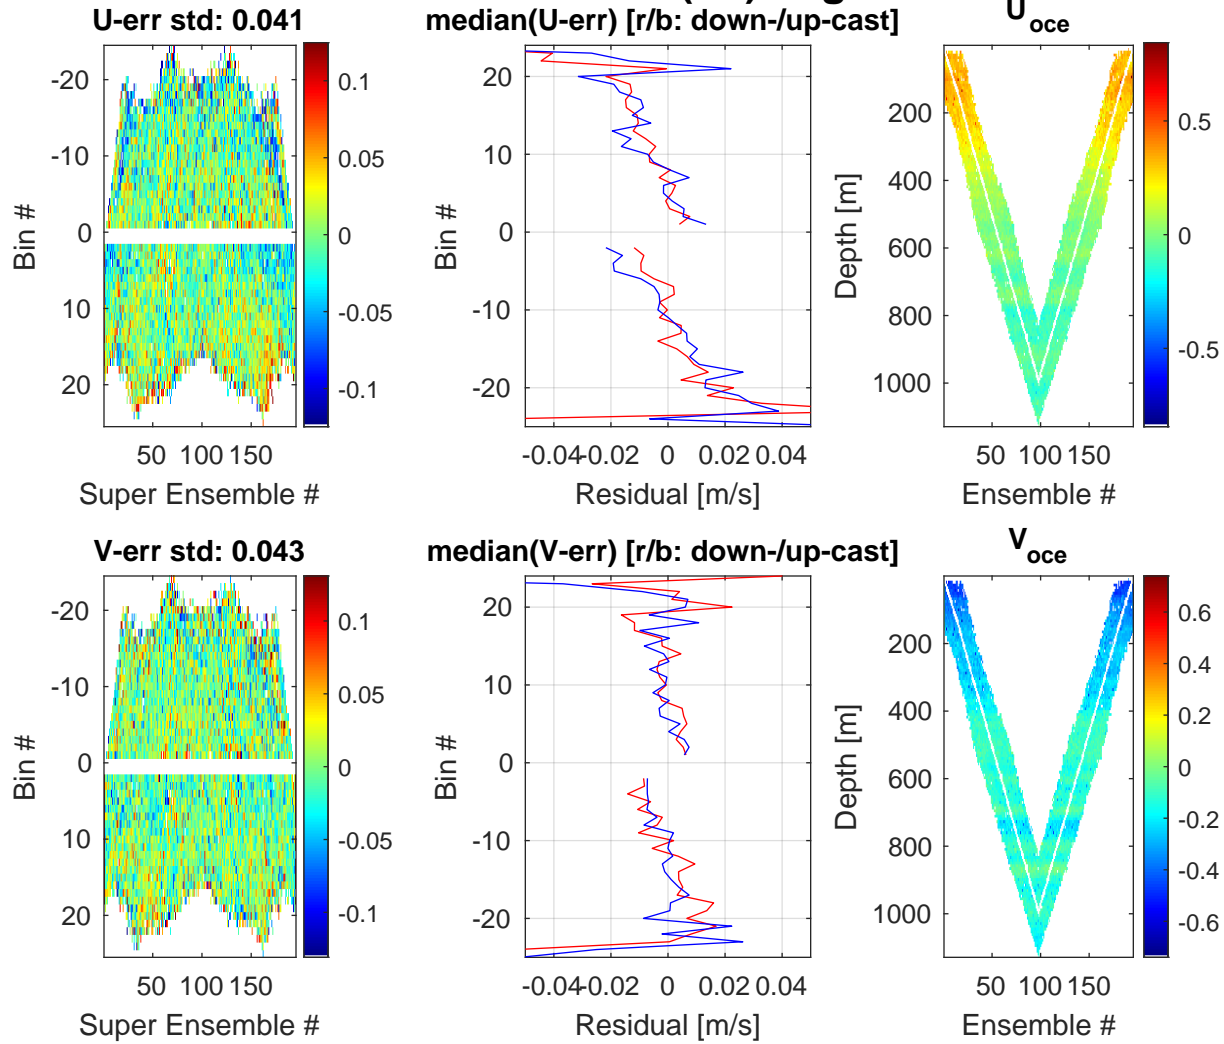 U-err std: 0.041
median(U-err) [r/b: down-/up-cast]
U_oce
-20
-10
0
10
20
Bin #
50 100 150
Super Ensemble #
0.1
0.05
0
-0.05
-0.1
20
10
0
-10
-20
Bin #
-0.04 -0.02 0 0.02 0.04
Residual [m/s]
200
400
600
800
1000
Depth [m]
50 100 150
Ensemble #
0.5
0
-0.5
V-err std: 0.043
median(V-err) [r/b: down-/up-cast]
V_oce
-20
-10
0
10
20
Bin #
50 100 150
Super Ensemble #
0.1
0.05
0
-0.05
-0.1
20
10
0
-10
-20
Bin #
-0.04 -0.02 0 0.02 0.04
Residual [m/s]
200
400
600
800
1000
Depth [m]
50 100 150
Ensemble #
0.6
0.4
0.2
0
-0.2
-0.4
-0.6